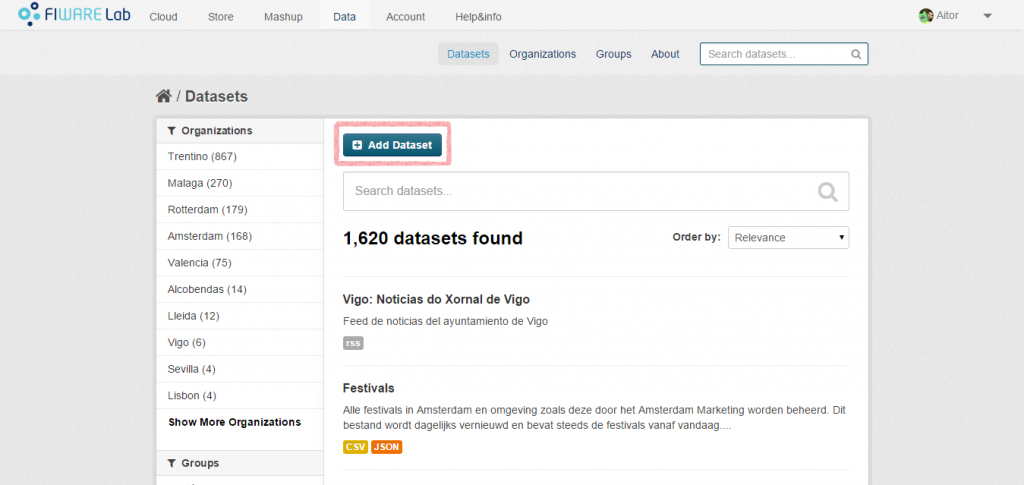 FIWARE Lab Cloud Store Mashup Data Account Help&info Aitor
Datasets Organizations Groups About Search datasets...
/ Datasets
Organizations
Trentino (867)
Malaga (270)
Rotterdam (179)
Amsterdam (168)
Valencia (75)
Alcobendas (14)
Lleida (12)
Vigo (6)
Sevilla (4)
Lisbon (4)
Show More Organizations
Groups
Add Dataset
Search datasets...
1,620 datasets found
Order by: Relevance
Vigo: Noticias do Xornal de Vigo
Feed de noticias del ayuntamiento de Vigo
rss
Festivals
Alle festivals in Amsterdam en omgeving zoals deze door het Amsterdam Marketing worden beheerd. Dit
bestand wordt dagelijks vernieuwd en bevat steeds de festivals vanaf vandaag....
CSV JSON